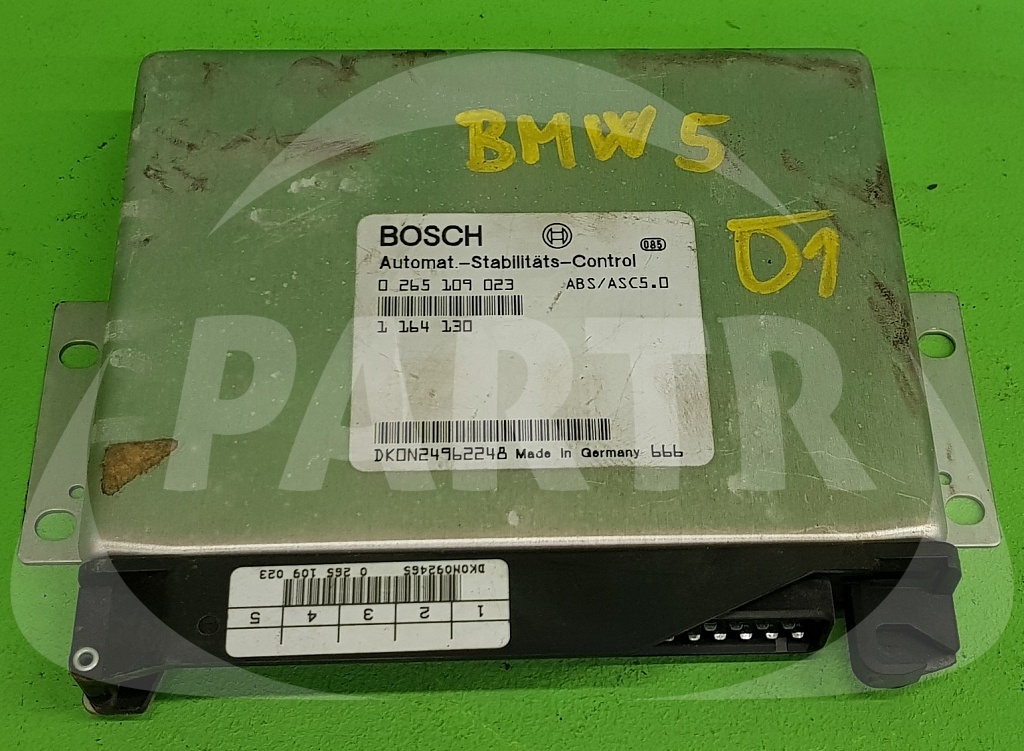 BMW 5
01
BOSCH
085
Automat.-Stabilitäts-Control
0 265 109 023 ABS/ASC5.0
1 164 130
DKON24962248 Made in Germany 666
PARTR
DKON092465 0 265 109 023
1 2 3 4 5